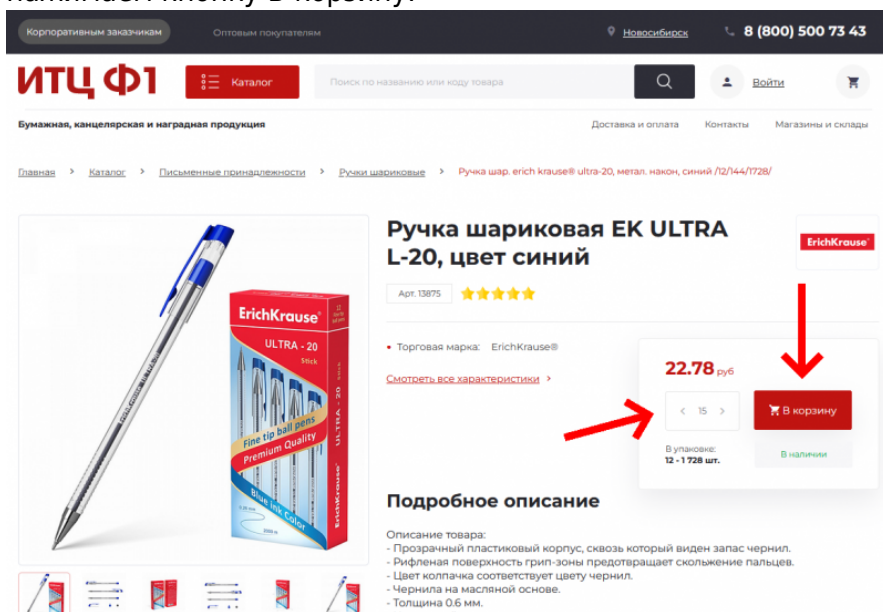 Корпоративным заказчикам
Оптовым покупателям
Новосибирск
8 (800) 500 73 43
ИТЦ Ф1
Каталог
Поиск по названию или коду товара
Войти
Бумажная, канцелярская и наградная продукция
Доставка и оплата
Контакты
Магазины и склады
Главная > Каталог > Письменные принадлежности > Ручки шариковые > Ручка шар. erich krause® ultra-20, метал. након, синий /12/144/1728/
Ручка шариковая EK ULTRA
L-20, цвет синий
ErichKrause
Арт. 13875
ErichKrause®
ULTRA - 20
Stick
Fine tip ball pens
Premium Quality
Blue Ink Color
ULTRA - 20
ErichKrause
• Торговая марка: ErichKrause®
Смотреть все характеристики >
22.78 руб
< 15 >
В корзину
В упаковке:
12 - 1 728 шт.
В наличии
Подробное описание
Описание товара:
- Прозрачный пластиковый корпус, сквозь который виден запас чернил.
- Рифленая поверхность грип-зоны предотвращает скольжение пальцев.
- Цвет колпачка соответствует цвету чернил.
- Чернила на масляной основе.
- Толщина 0.6 мм.